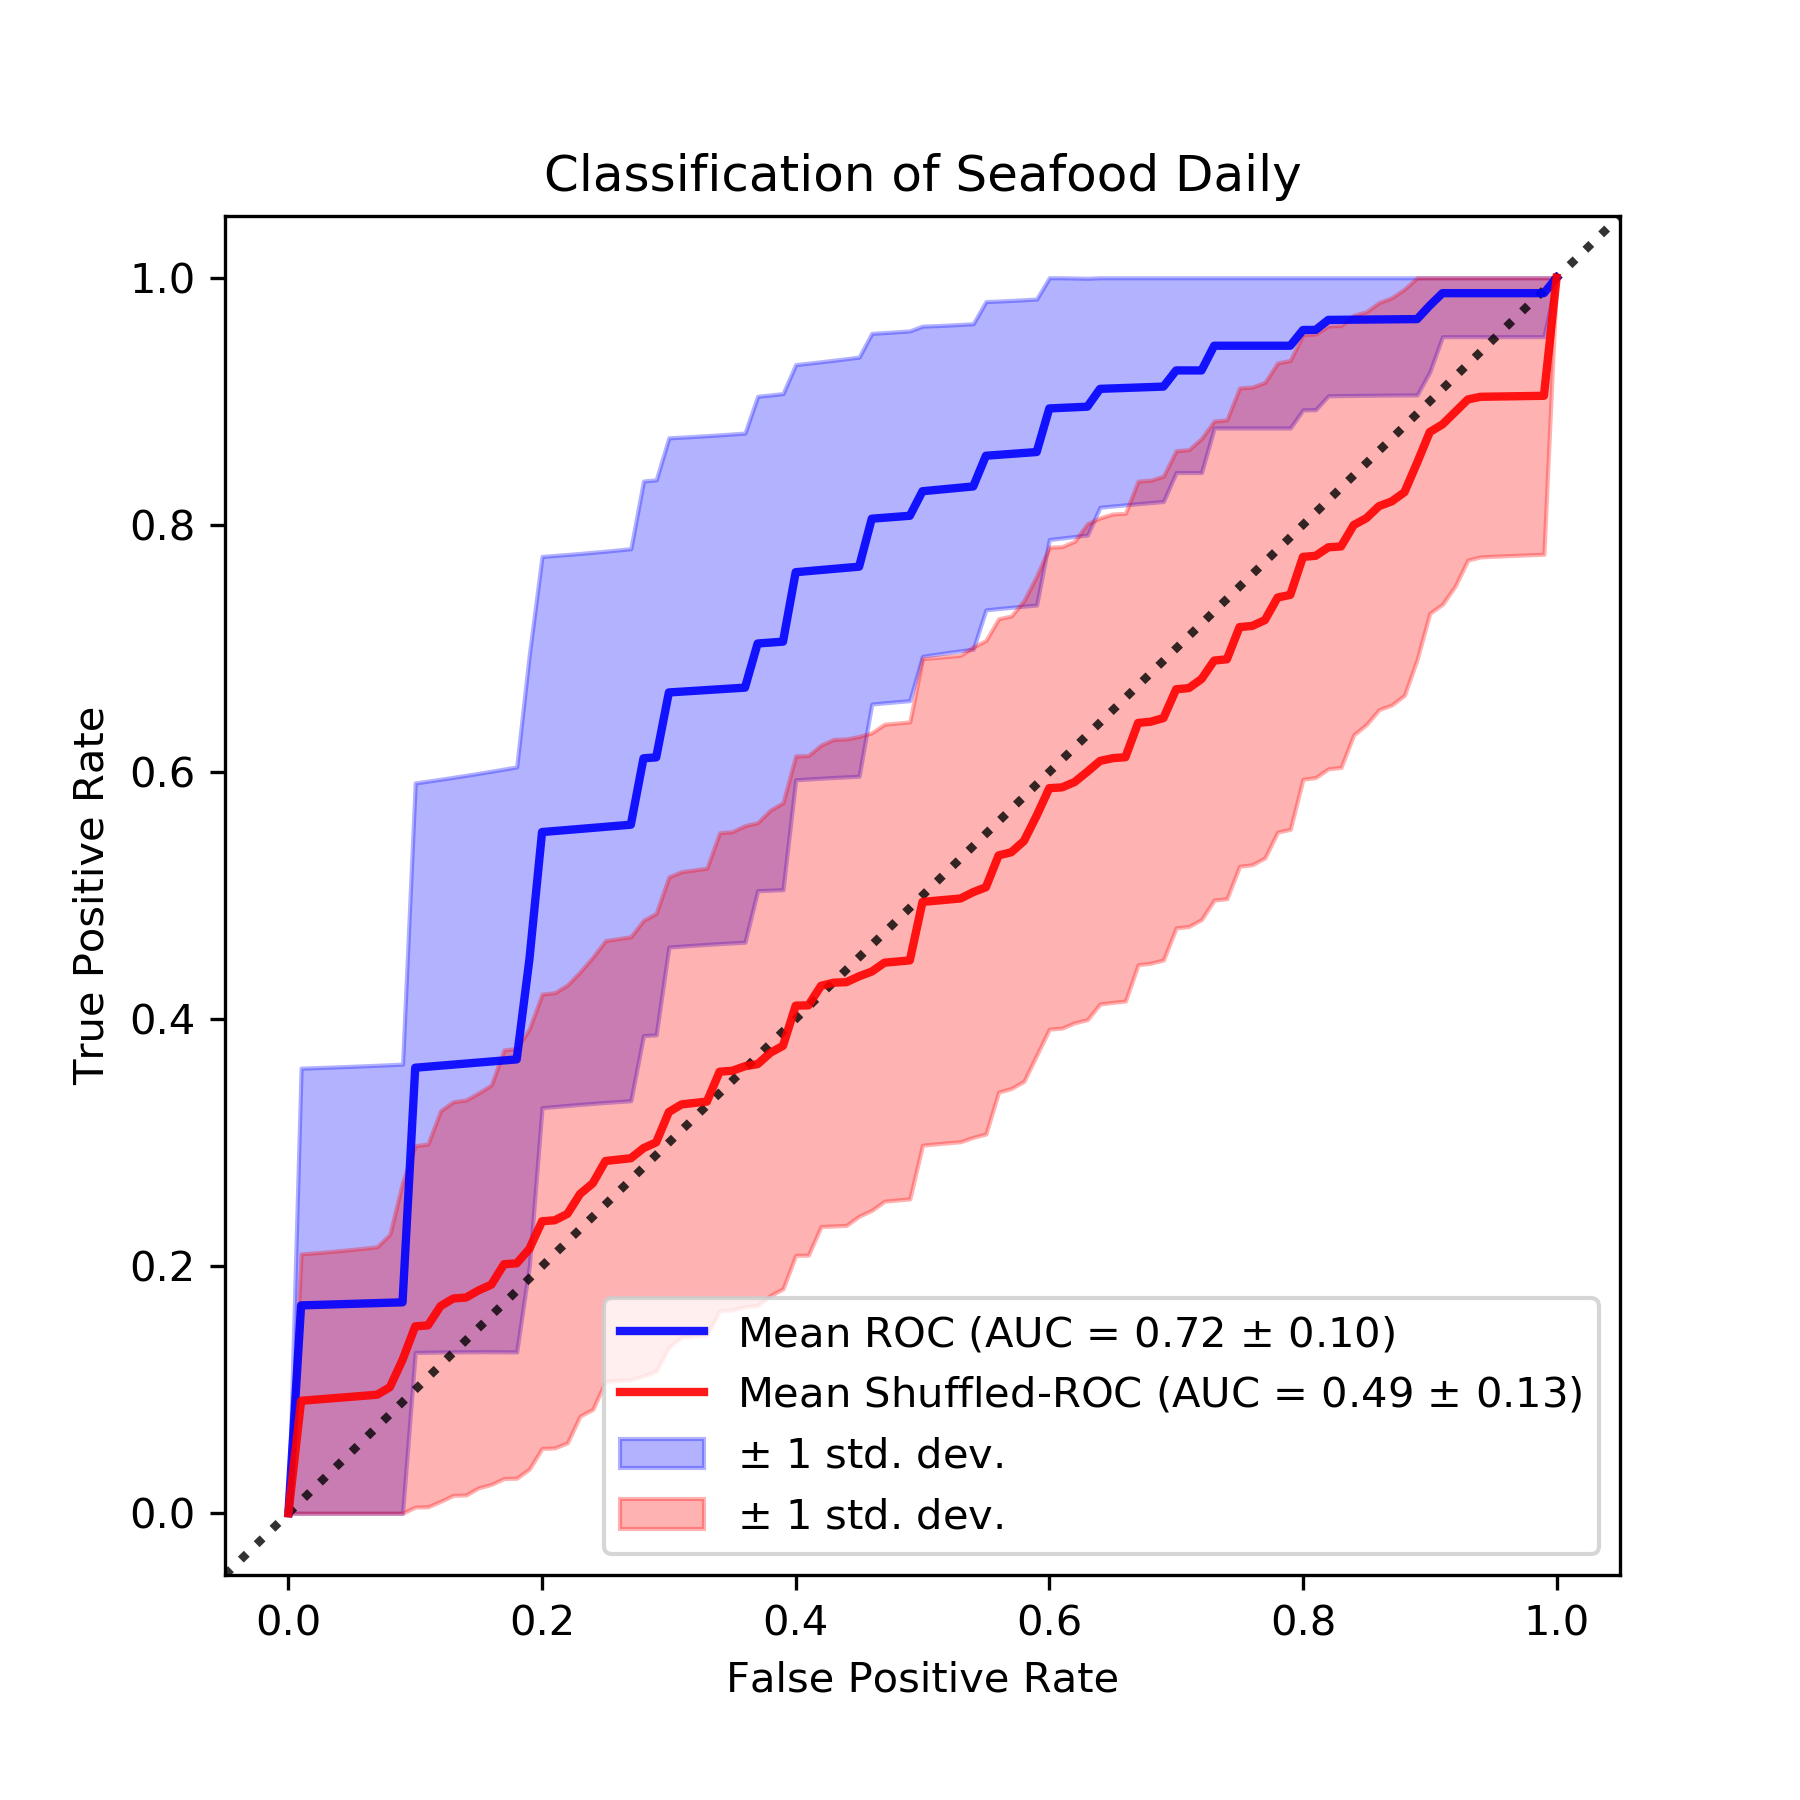 Classification of Seafood Daily
1.0
0.8
0.6
0.4
0.2
0.0
True Positive Rate
Mean ROC (AUC = 0.72 ± 0.10)
Mean Shuffled-ROC (AUC = 0.49 ± 0.13)
± 1 std. dev.
± 1 std. dev.
0.0 0.2 0.4 0.6 0.8 1.0
False Positive Rate